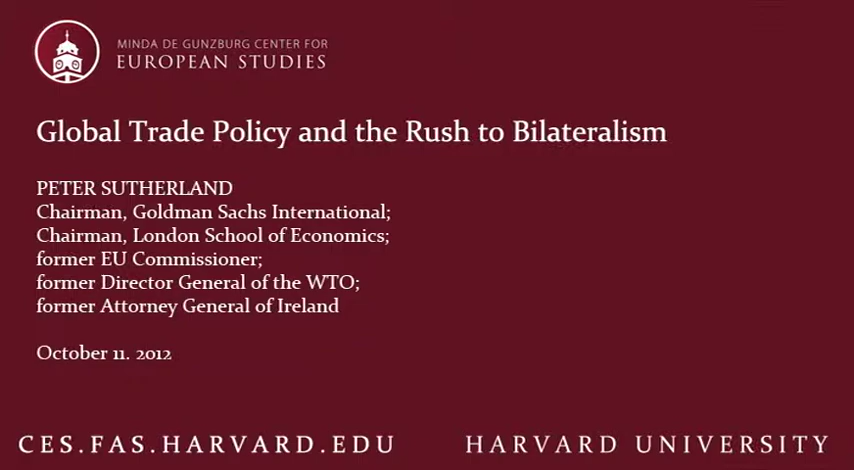 MINDA DE GUNZBURG CENTER FOR
EUROPEAN STUDIES
Global Trade Policy and the Rush to Bilateralism
PETER SUTHERLAND
Chairman, Goldman Sachs International;
Chairman, London School of Economics;
former EU Commissioner;
former Director General of the WTO;
former Attorney General of Ireland
October 11. 2012
CES.FAS.HARVARD.EDU
HARVARD UNIVERSITY